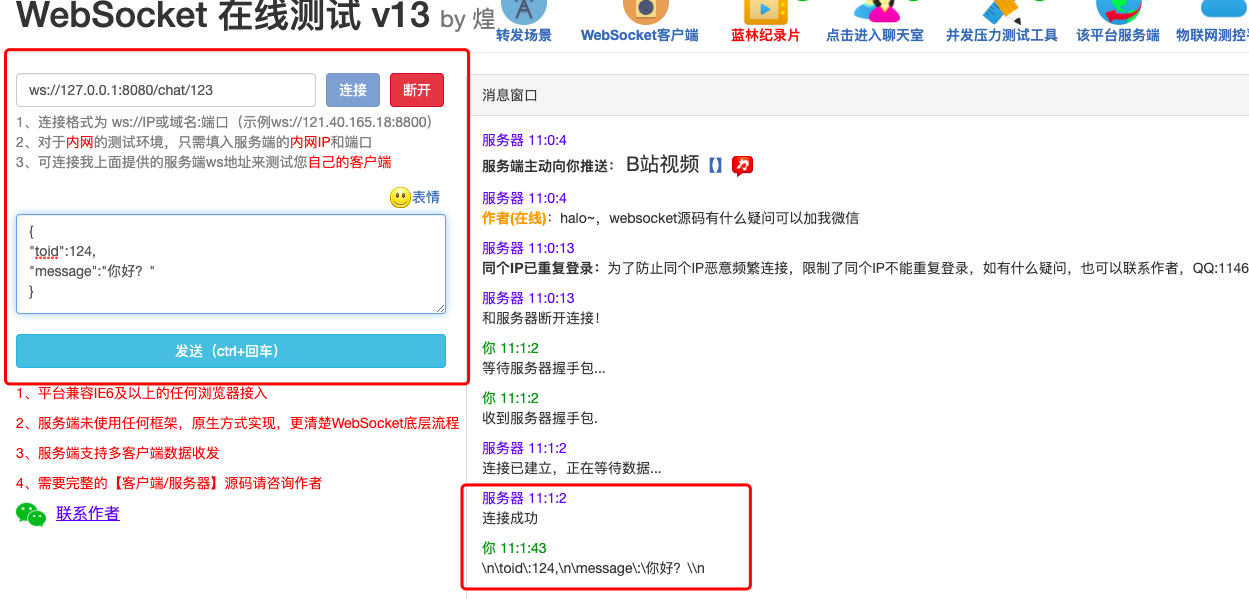 WebSocket 在线测试 v13 by 煌
转发场景
WebSocket客户端
蓝林纪录片
点击进入聊天室
并发压力测试工具
该平台服务端
物联网测控
ws://127.0.0.1:8080/chat/123
连接
断开
1、连接格式为 ws://IP或域名:端口（示例ws://121.40.165.18:8800）
2、对于内网的测试环境，只需填入服务端的内网IP和端口
3、可连接我上面提供的服务端ws地址来测试您自己的客户端
表情
{
"toid":124,
"message":"你好？"
}
发送（ctrl+回车）
1、平台兼容IE6及以上的任何浏览器接入
2、服务端未使用任何框架，原生方式实现，更清楚WebSocket底层流程
3、服务端支持多客户端数据收发
4、需要完整的【客户端/服务器】源码请咨询作者
联系作者
消息窗口
服务器 11:0:4
服务端主动向你推送： B站视频【】
服务器 11:0:4
作者(在线)：halo~，websocket源码有什么疑问可以加我微信
服务器 11:0:13
同个IP已重复登录：为了防止同个IP恶意频繁连接，限制了同个IP不能重复登录，如有什么疑问，也可以联系作者，QQ:1146
服务器 11:0:13
和服务器断开连接！
你 11:1:2
等待服务器握手包...
你 11:1:2
收到服务器握手包.
服务器 11:1:2
连接已建立，正在等待数据...
服务器 11:1:2
连接成功
你 11:1:43
\n\toid\:124,\n\message\:\你好？\\n